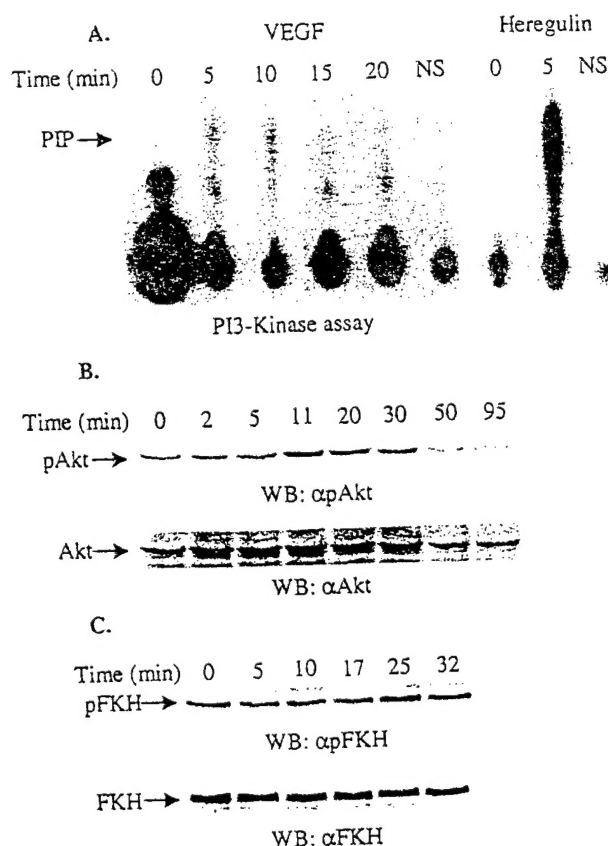 A. VEGF Heregulin
Time (min) 0 5 10 15 20 NS 0 5 NS
PIP
PI3-Kinase assay
B.
Time (min) 0 2 5 11 20 30 50 95
pAkt
WB: αpAkt
Akt
WB: αAkt
C.
Time (min) 0 5 10 17 25 32
pFKH
WB: αpFKH
FKH
WB: αFKH